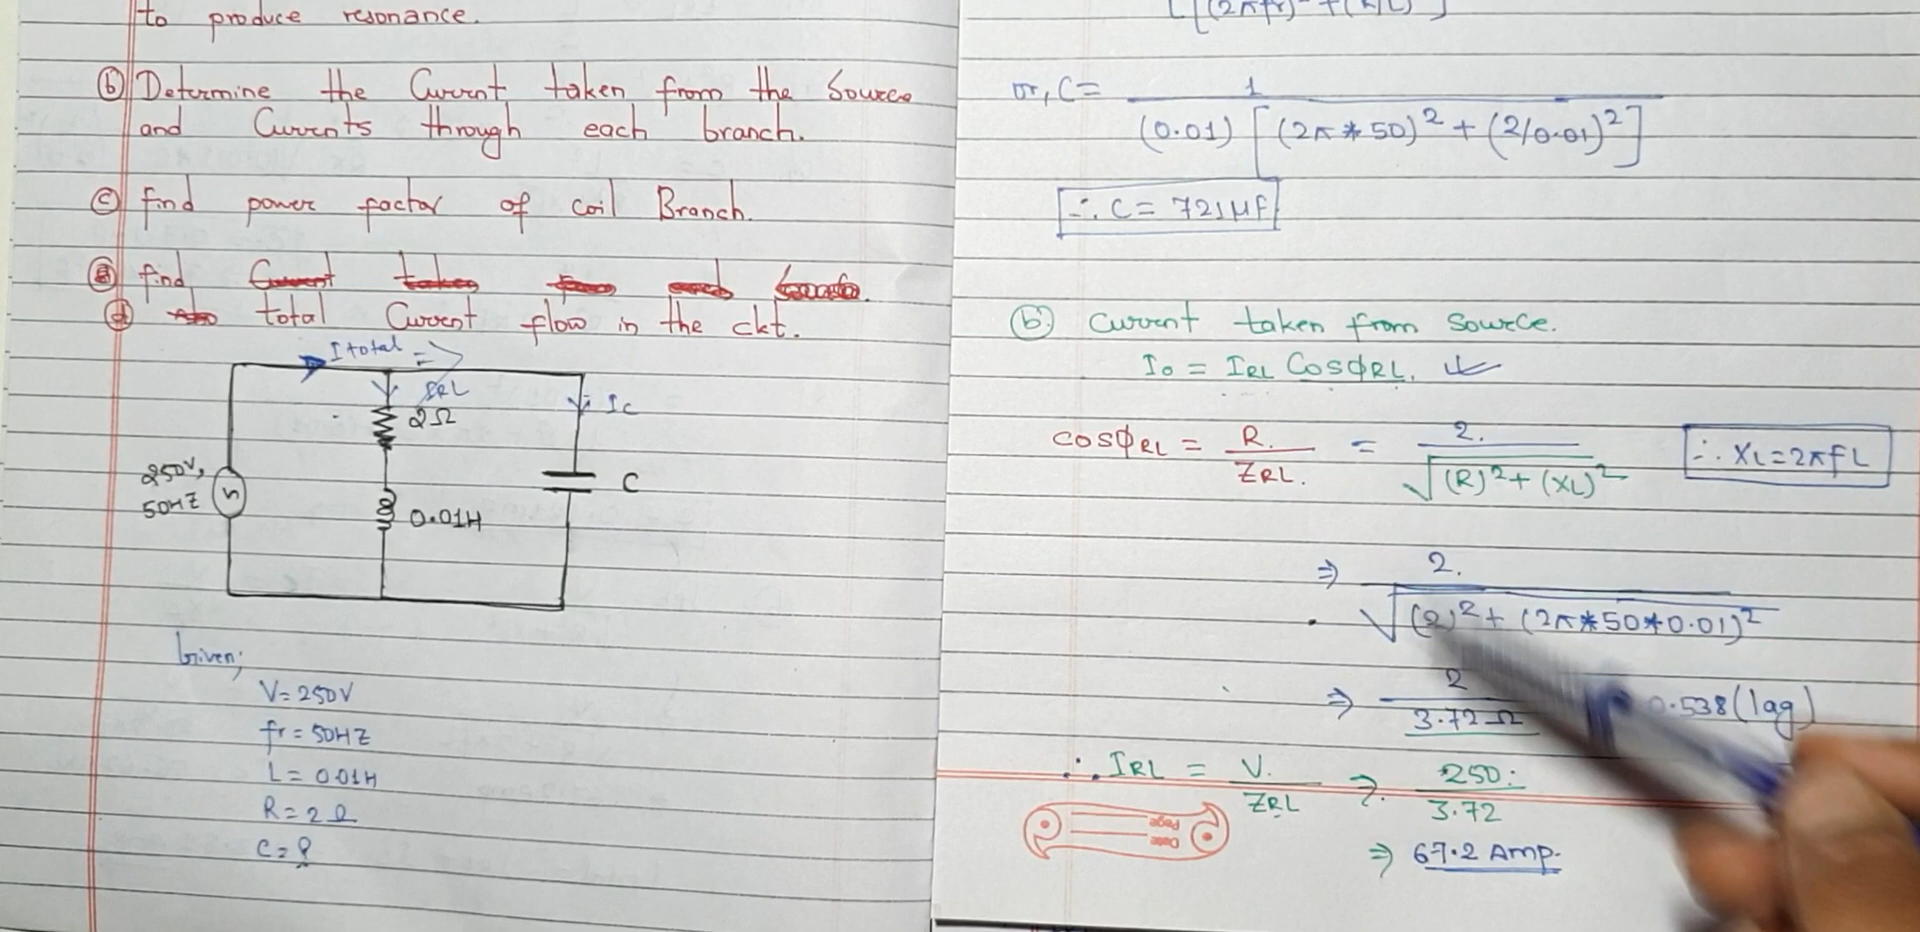 to produce resonance.
ⓑ Determine the Current taken from the Source
and Currents through each branch.
ⓒ find power factor of coil Branch.
find
ⓓ total Current flow in the ckt.
I total =>
IRL
2Ω
Ic
250V,
50HZ
C
0.01H
Given;
V=250V
fr=50HZ
L=0.01H
R=2Ω
C=?
or, C= 1
(0.01) [(2π*50)² + (2/0.01)²]
∴ C= 721μF
ⓑ Current taken from Source.
Io = IRL CosΦRL.
cosΦRL = R. / ZRL. = 2. / √(R)²+(XL)²
∴ XL=2πfL
⇒ 2. / √(2)²+(2π*50*0.01)²
⇒ 2 / 3.72Ω 0.538 (lag)
∴ IRL = V. / ZRL ⇒ 250. / 3.72
Page
Date
⇒ 67.2 Amp.